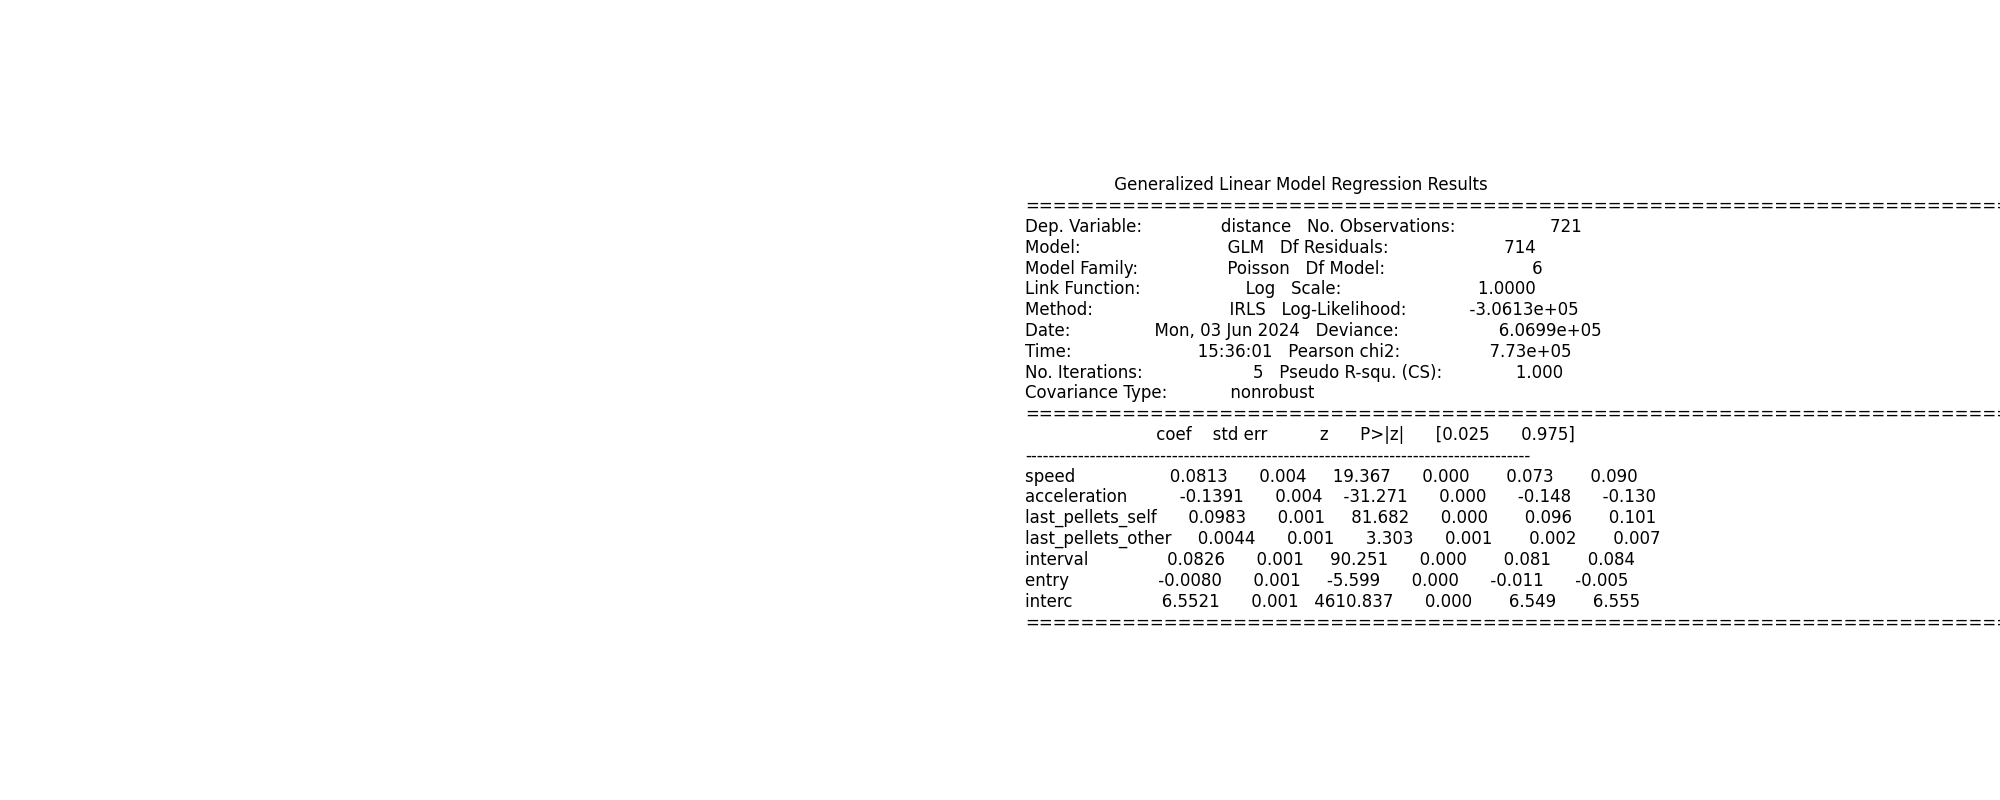 Generalized Linear Model Regression Results
==============================================================================
Dep. Variable: distance No. Observations: 721
Model: GLM Df Residuals: 714
Model Family: Poisson Df Model: 6
Link Function: Log Scale: 1.0000
Method: IRLS Log-Likelihood: -3.0613e+05
Date: Mon, 03 Jun 2024 Deviance: 6.0699e+05
Time: 15:36:01 Pearson chi2: 7.73e+05
No. Iterations: 5 Pseudo R-squ. (CS): 1.000
Covariance Type: nonrobust
==============================================================================
coef std err z P>|z| [0.025 0.975]
--------------------------------------------------------------------------------------
speed 0.0813 0.004 19.367 0.000 0.073 0.090
acceleration -0.1391 0.004 -31.271 0.000 -0.148 -0.130
last_pellets_self 0.0983 0.001 81.682 0.000 0.096 0.101
last_pellets_other 0.0044 0.001 3.303 0.001 0.002 0.007
interval 0.0826 0.001 90.251 0.000 0.081 0.084
entry -0.0080 0.001 -5.599 0.000 -0.011 -0.005
interc 6.5521 0.001 4610.837 0.000 6.549 6.555
==============================================================================